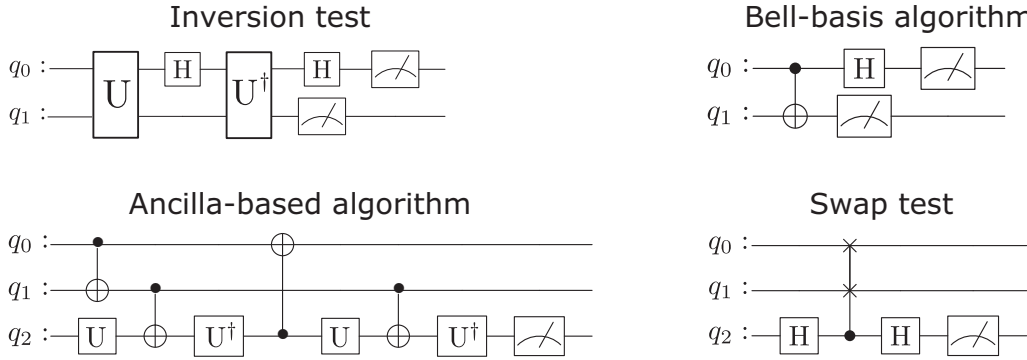 Inversion test
q₀ : H H
U U†
q₁ :
Bell-basis algorithm
q₀ : H
q₁ :
Ancilla-based algorithm
q₀ :
q₁ :
q₂ : U U† U U†
Swap test
q₀ :
q₁ :
q₂ : H H